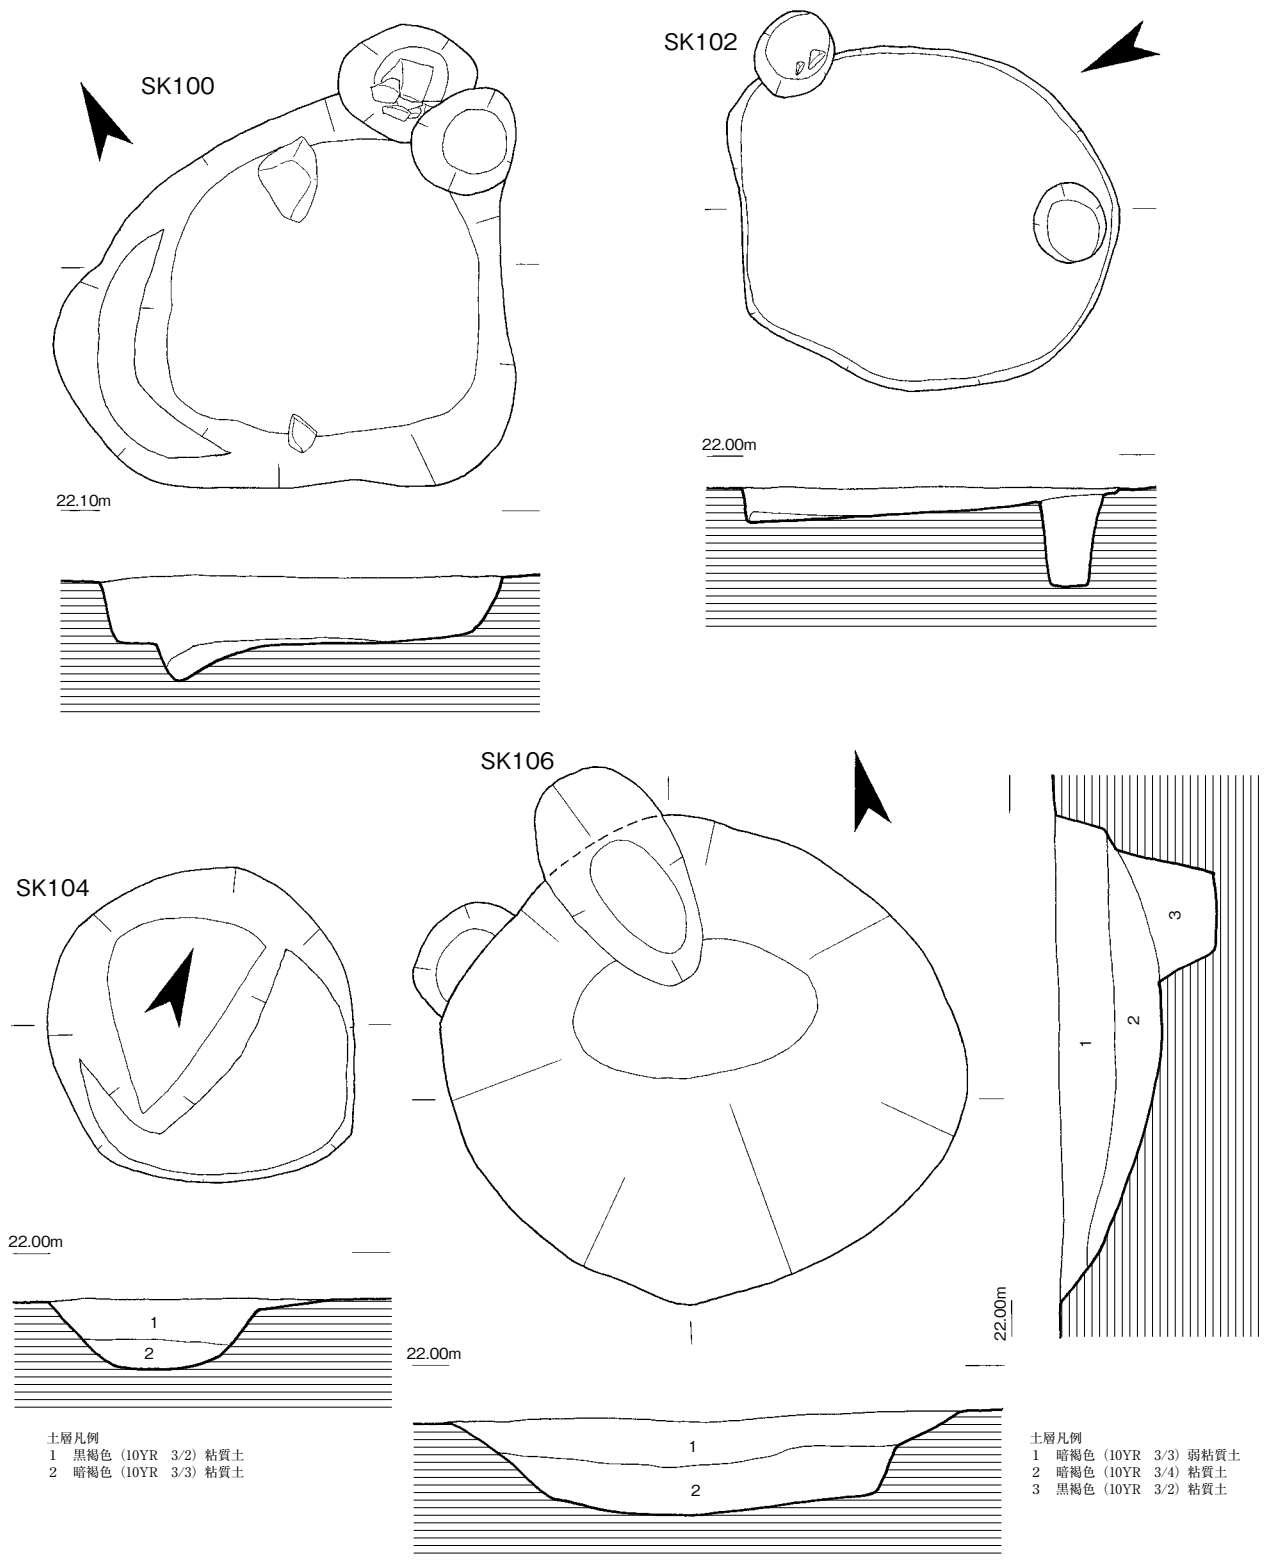 SK100
SK102
22.00m
22.10m
SK106
SK104
3
2
1
22.00m
22.00m
1
2
22.00m
1
2
土層凡例
1 黒褐色（10YR 3/2）粘質土
2 暗褐色（10YR 3/3）粘質土
土層凡例
1 暗褐色（10YR 3/3）弱粘質土
2 暗褐色（10YR 3/4）粘質土
3 黒褐色（10YR 3/2）粘質土